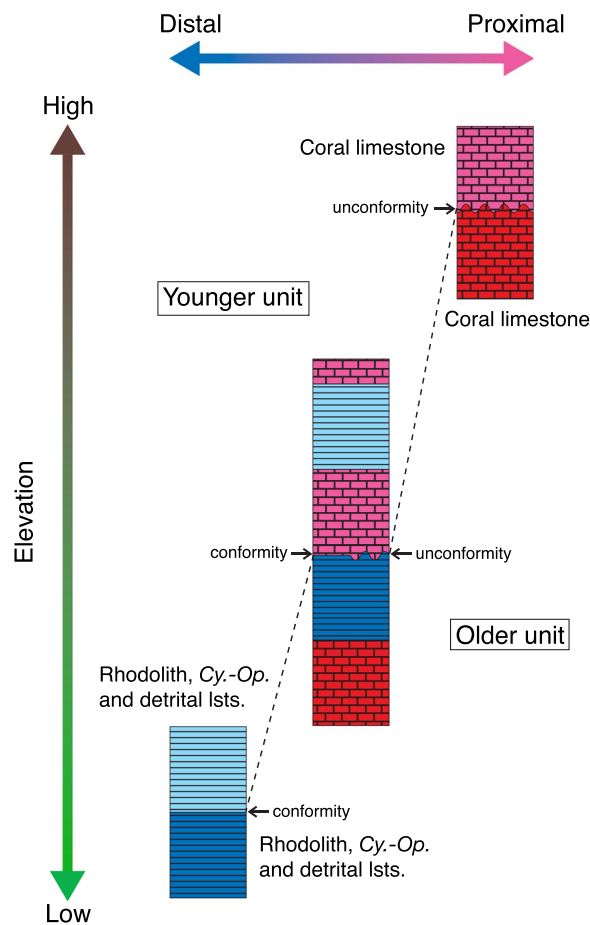 Distal
Proximal
High
Coral limestone
unconformity
Younger unit
Coral limestone
Elevation
conformity
unconformity
Older unit
Rhodolith, Cy.-Op.
and detrital lsts.
conformity
Rhodolith, Cy.-Op.
and detrital lsts.
Low